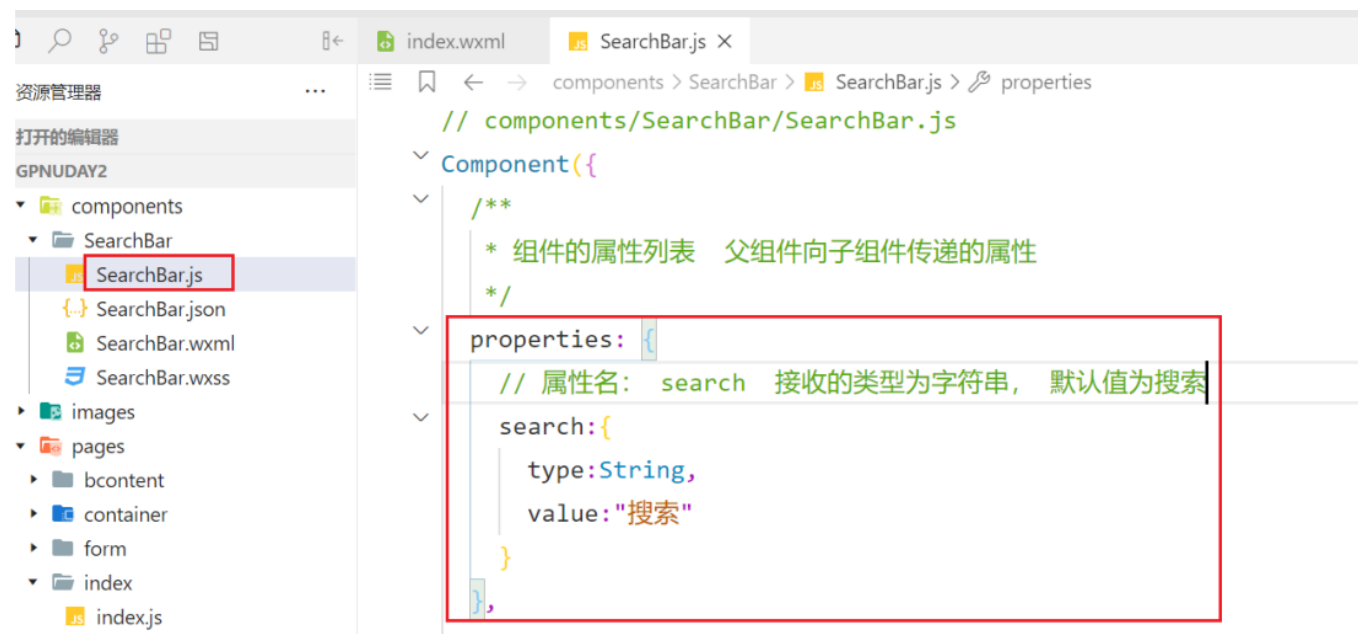 index.wxml
JS SearchBar.js ×
资源管理器 ...
components > SearchBar > JS SearchBar.js > properties
打开的编辑器
GPNUDAY2
components
SearchBar
JS SearchBar.js
{..} SearchBar.json
SearchBar.wxml
SearchBar.wxss
images
pages
bcontent
container
form
index
JS index.js
// components/SearchBar/SearchBar.js
Component({
/**
* 组件的属性列表 父组件向子组件传递的属性
*/
properties: {
// 属性名: search 接收的类型为字符串, 默认值为搜索
search:{
type:String,
value:"搜索"
}
},